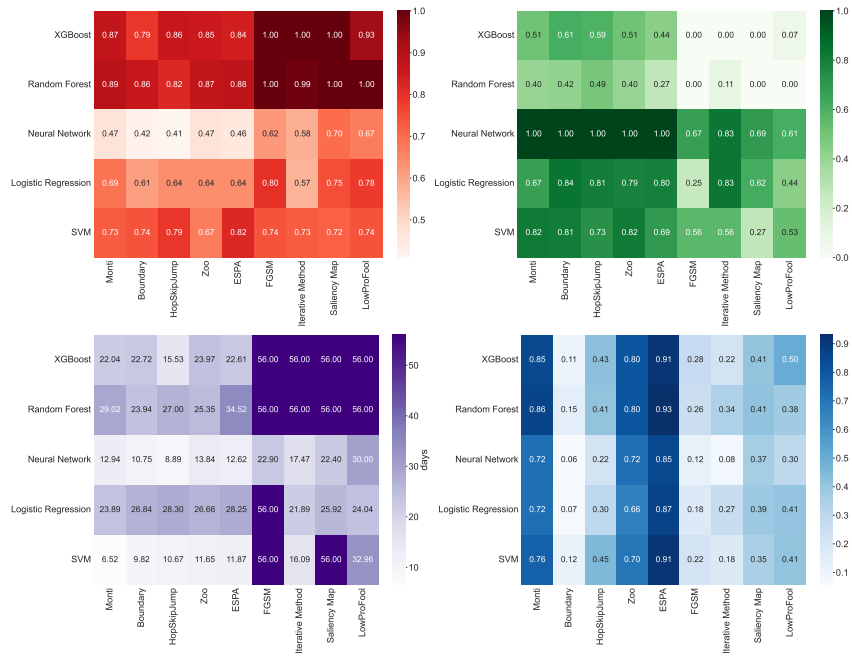 XGBoost 0.87 0.79 0.86 0.85 0.84 1.00 1.00 1.00 0.93
Random Forest 0.89 0.86 0.82 0.87 0.88 1.00 0.99 1.00 1.00
Neural Network 0.47 0.42 0.41 0.47 0.46 0.62 0.58 0.70 0.67
Logistic Regression 0.69 0.61 0.64 0.64 0.64 0.80 0.57 0.75 0.78
SVM 0.73 0.74 0.79 0.67 0.82 0.74 0.73 0.72 0.74
Monti Boundary HopSkipJump Zoo ESPA FGSM Iterative Method Saliency Map LowProFool
1.0
0.9
0.8
0.7
0.6
0.5
XGBoost 0.51 0.61 0.59 0.51 0.44 0.00 0.00 0.00 0.07
Random Forest 0.40 0.42 0.49 0.40 0.27 0.00 0.11 0.00 0.00
Neural Network 1.00 1.00 1.00 1.00 1.00 0.67 0.83 0.69 0.61
Logistic Regression 0.67 0.84 0.81 0.79 0.80 0.25 0.83 0.62 0.44
SVM 0.82 0.81 0.73 0.82 0.69 0.56 0.56 0.27 0.53
Monti Boundary HopSkipJump Zoo ESPA FGSM Iterative Method Saliency Map LowProFool
1.0
0.8
0.6
0.4
0.2
0.0
XGBoost 22.04 22.72 15.53 23.97 22.61 56.00 56.00 56.00 56.00
Random Forest 29.02 23.94 27.00 25.35 34.52 56.00 56.00 56.00 56.00
Neural Network 12.94 10.75 8.89 13.84 12.62 22.90 17.47 22.40 30.00
Logistic Regression 23.89 26.84 28.30 26.66 28.25 56.00 21.89 25.92 24.04
SVM 6.52 9.82 10.67 11.65 11.87 56.00 16.09 56.00 32.96
Monti Boundary HopSkipJump Zoo ESPA FGSM Iterative Method Saliency Map LowProFool
50
40
30
20
10
days
XGBoost 0.85 0.11 0.43 0.80 0.91 0.28 0.22 0.41 0.50
Random Forest 0.86 0.15 0.41 0.80 0.93 0.26 0.34 0.41 0.38
Neural Network 0.72 0.06 0.22 0.72 0.85 0.12 0.08 0.37 0.30
Logistic Regression 0.72 0.07 0.30 0.66 0.87 0.18 0.27 0.39 0.41
SVM 0.76 0.12 0.45 0.70 0.91 0.22 0.18 0.35 0.41
Monti Boundary HopSkipJump Zoo ESPA FGSM Iterative Method Saliency Map LowProFool
0.9
0.8
0.7
0.6
0.5
0.4
0.3
0.2
0.1